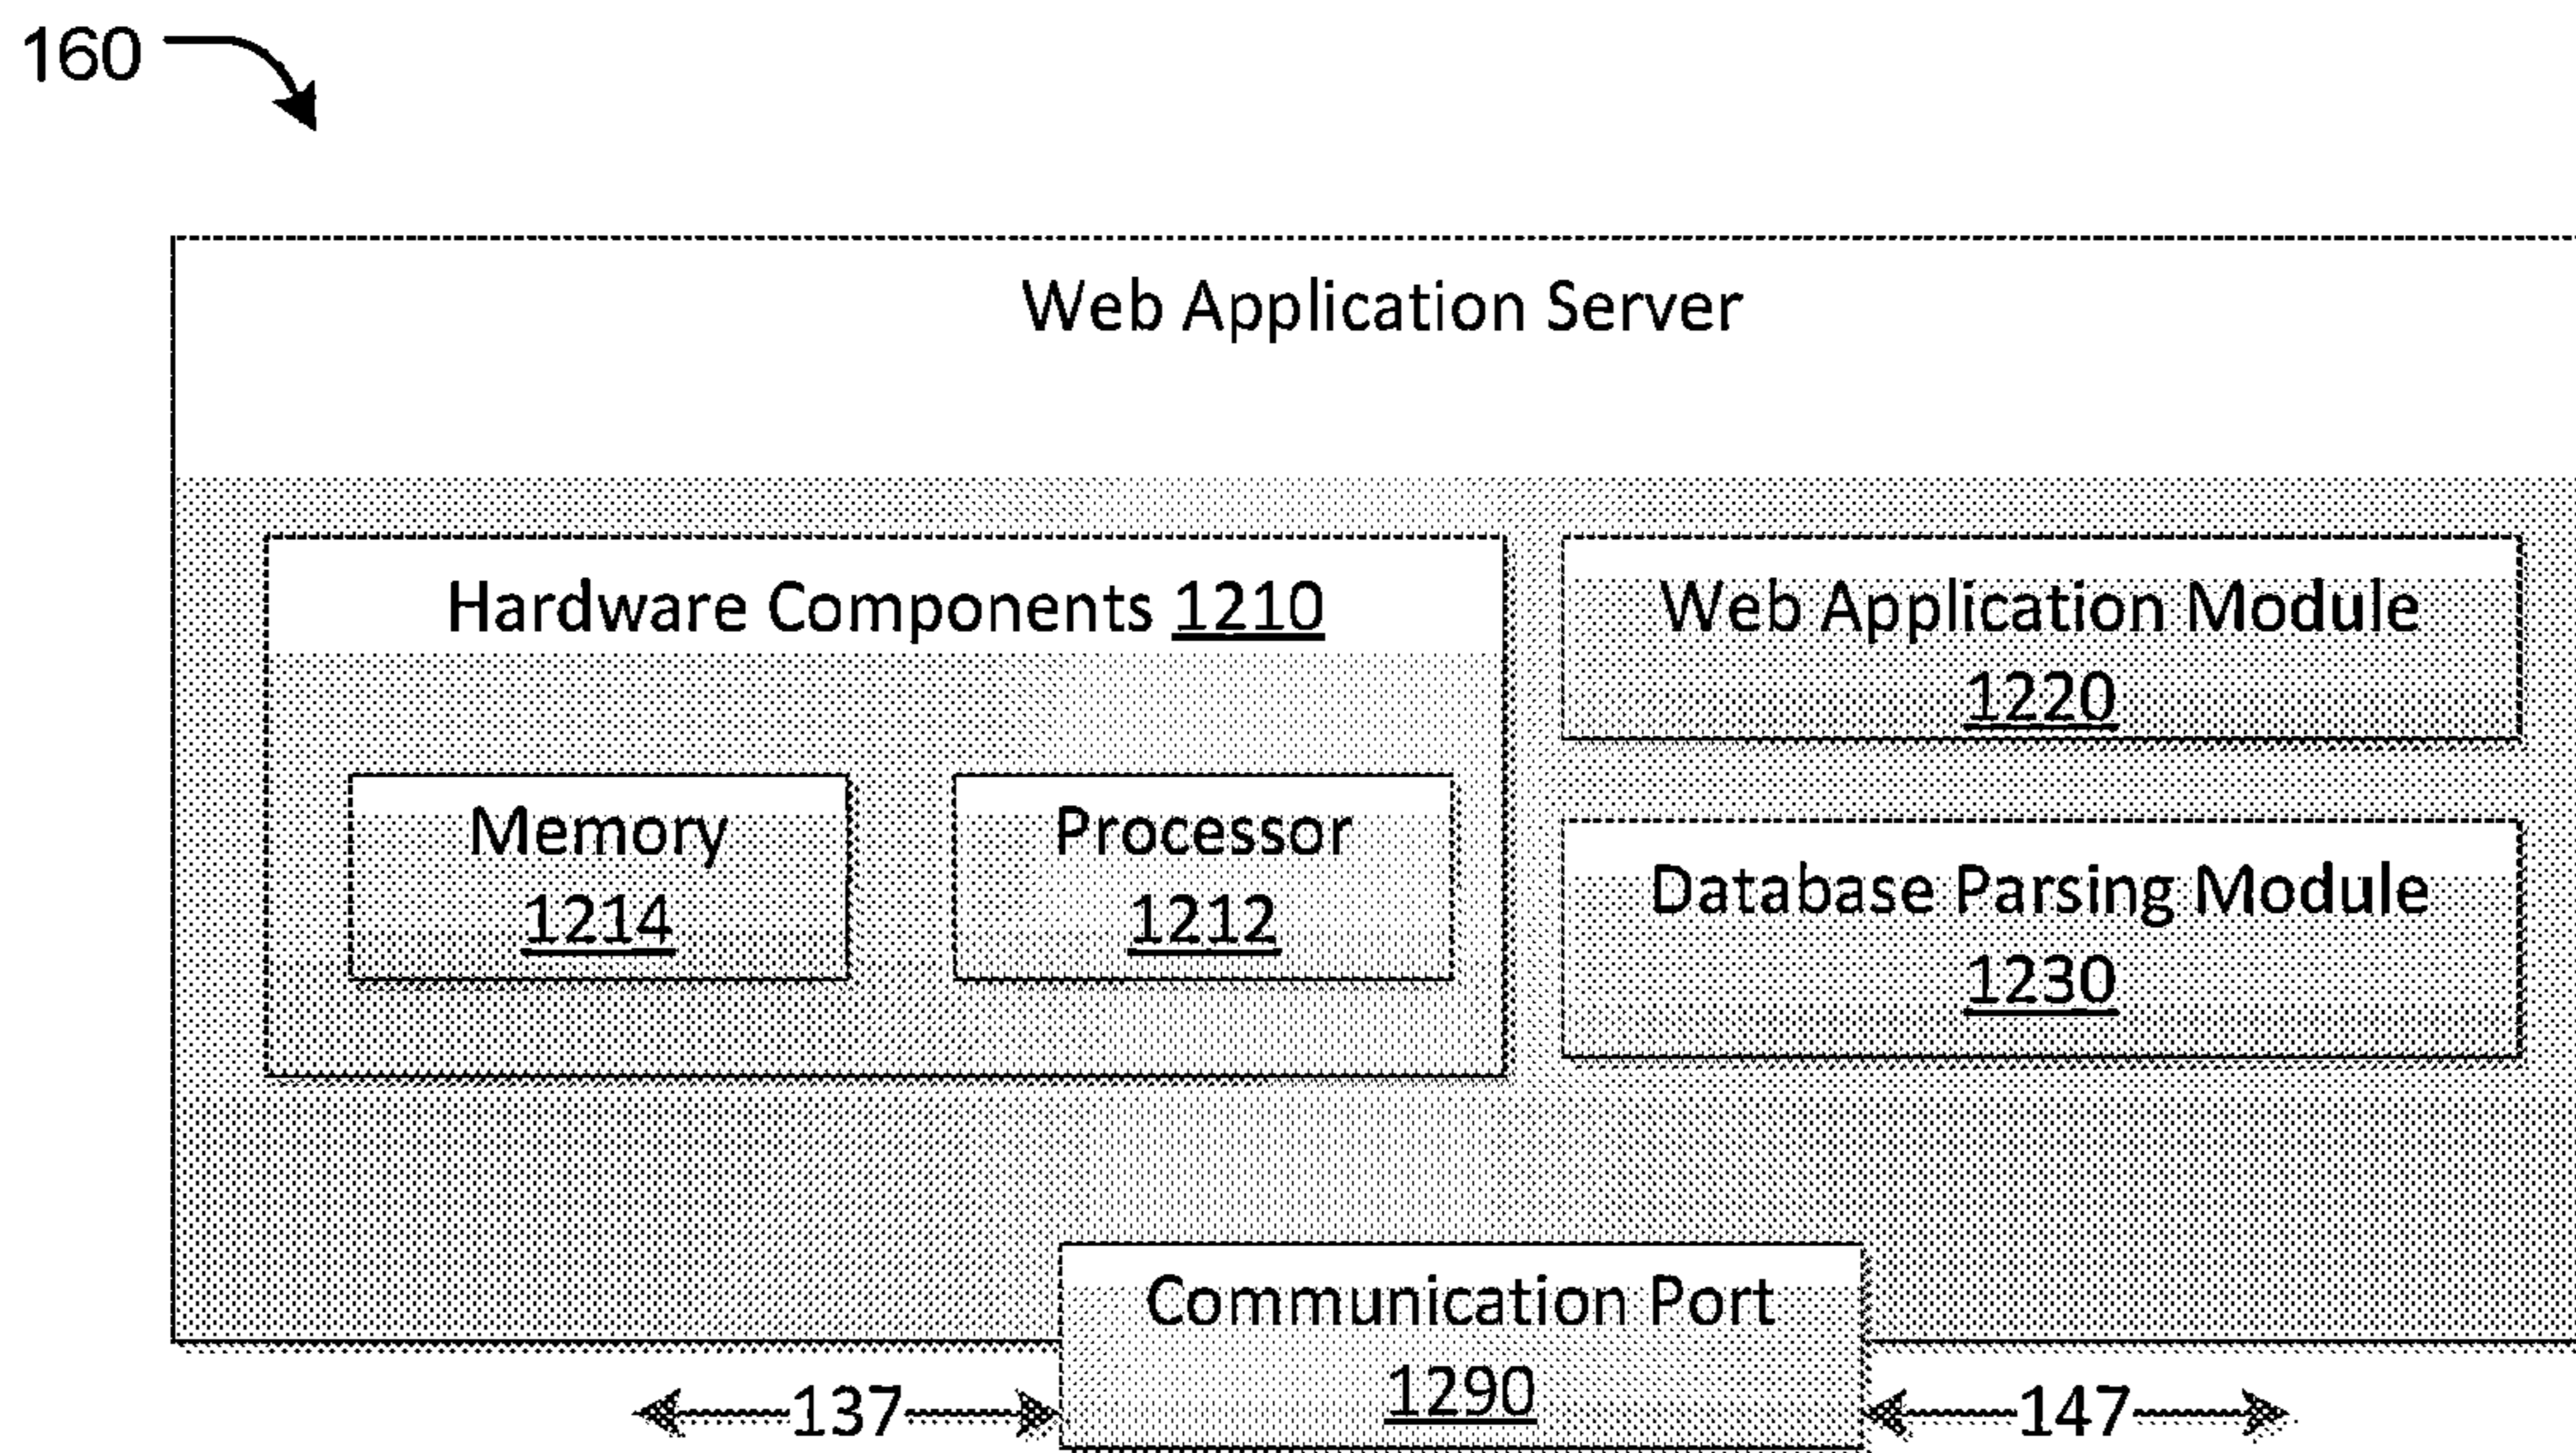 160
Web Application Server
Hardware Components 1210
Memory
1214
Processor
1212
Web Application Module
1220
Database Parsing Module
1230
Communication Port
1290
137
147